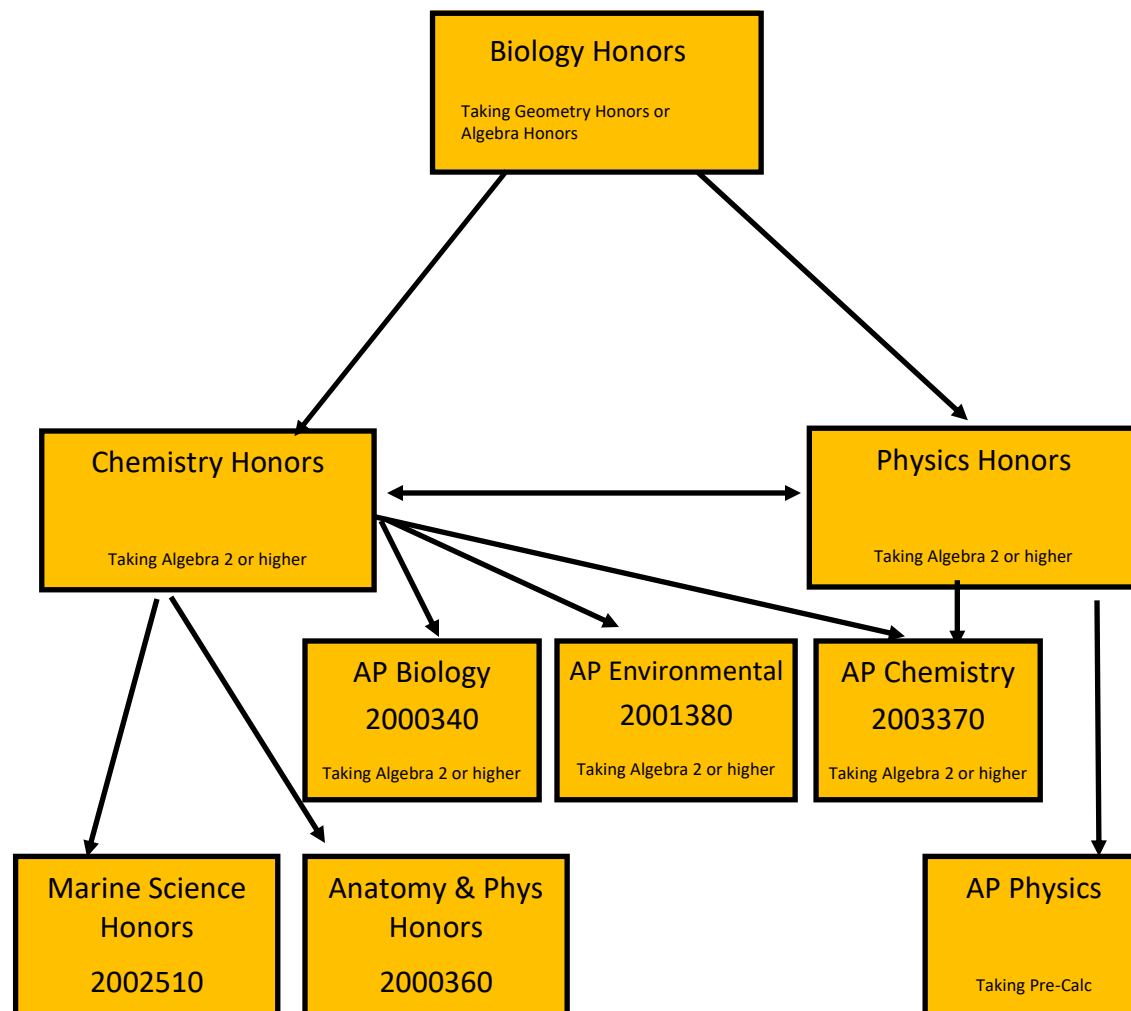 Biology Honors
Taking Geometry Honors or
Algebra Honors
Chemistry Honors
Taking Algebra 2 or higher
Physics Honors
Taking Algebra 2 or higher
AP Biology
2000340
Taking Algebra 2 or higher
AP Environmental
2001380
Taking Algebra 2 or higher
AP Chemistry
2003370
Taking Algebra 2 or higher
Marine Science
Honors
2002510
Anatomy & Phys
Honors
2000360
AP Physics
Taking Pre-Calc